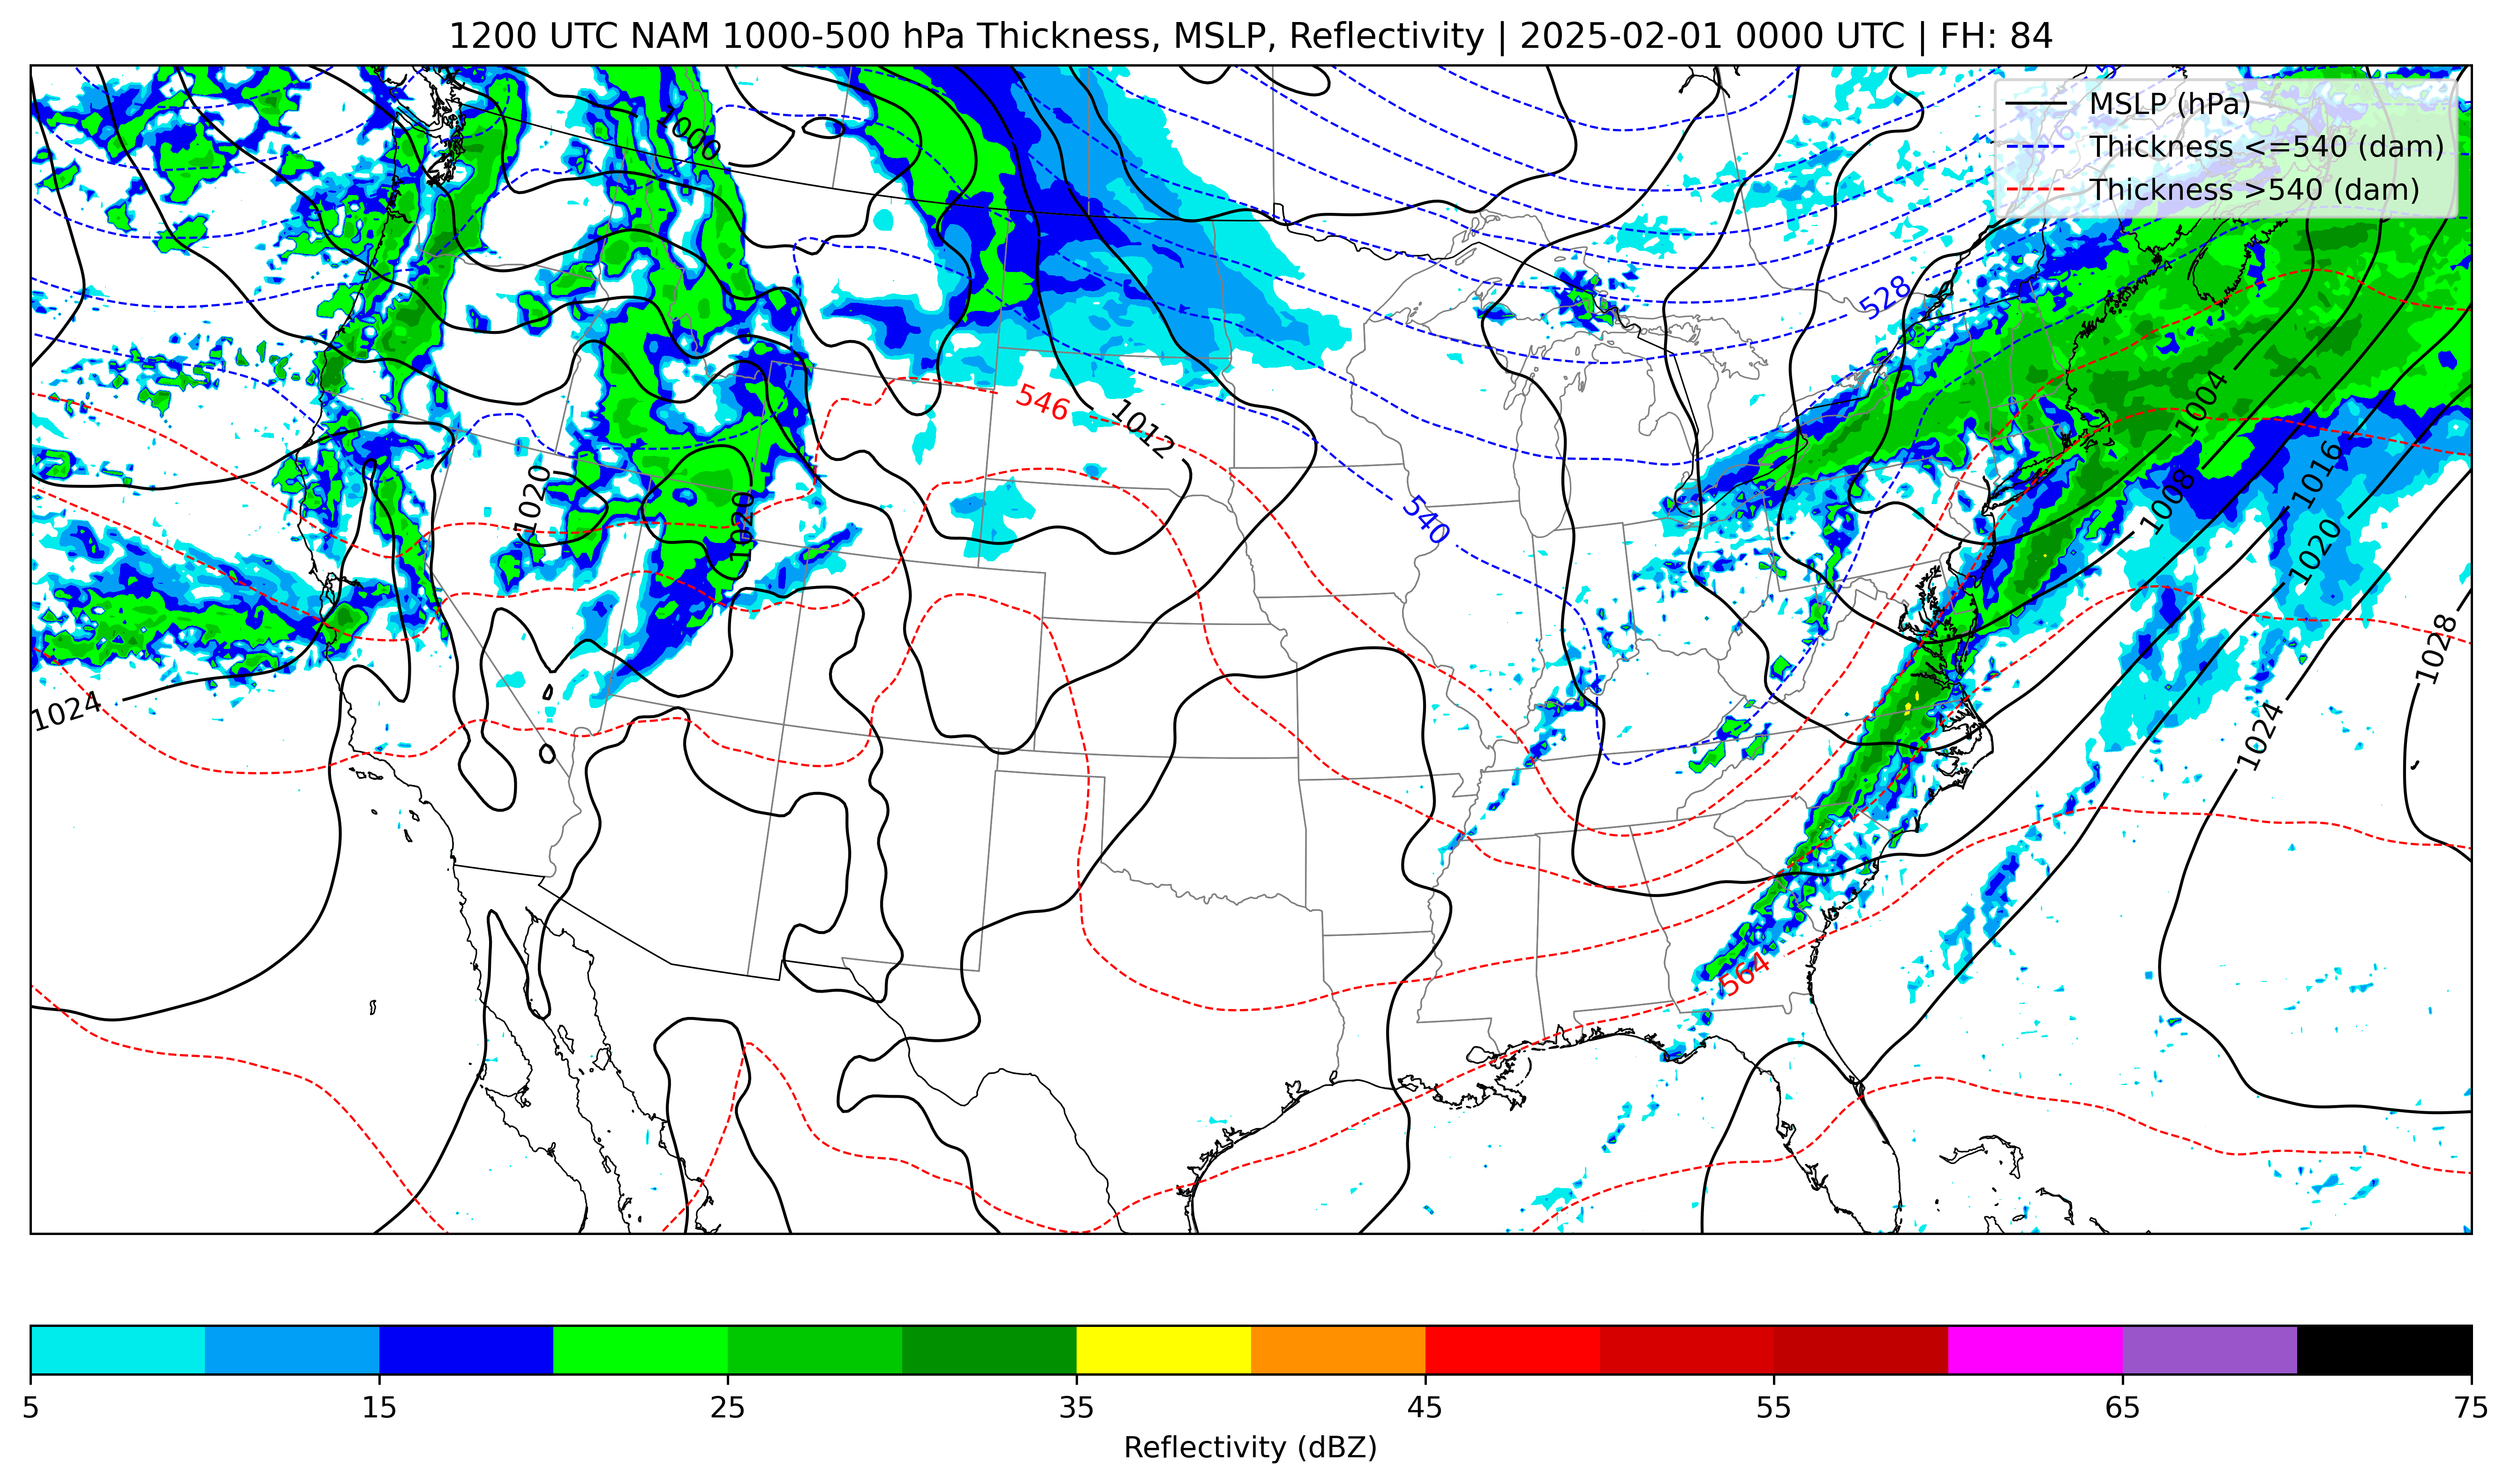 1200 UTC NAM 1000-500 hPa Thickness, MSLP, Reflectivity | 2025-02-01 0000 UTC | FH: 84
MSLP (hPa)
Thickness <=540 (dam)
Thickness >540 (dam)
1000
528
546
1012
1004
1016
1020
1020
540
1008
1020
1028
1024
1024
564
5 15 25 35 45 55 65 75
Reflectivity (dBZ)